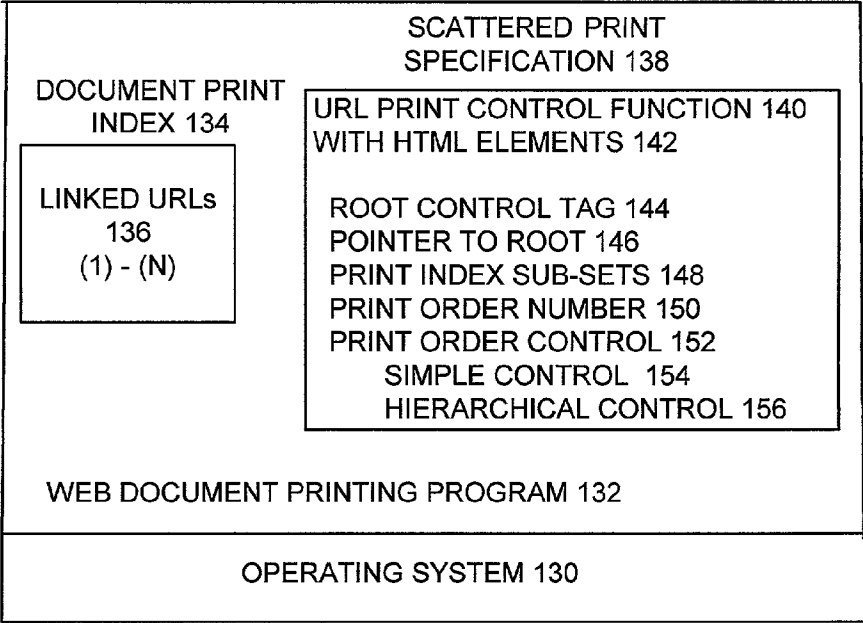 SCATTERED PRINT
SPECIFICATION 138
DOCUMENT PRINT
INDEX 134
LINKED URLs
136
(1) - (N)
URL PRINT CONTROL FUNCTION 140
WITH HTML ELEMENTS 142
ROOT CONTROL TAG 144
POINTER TO ROOT 146
PRINT INDEX SUB-SETS 148
PRINT ORDER NUMBER 150
PRINT ORDER CONTROL 152
SIMPLE CONTROL 154
HIERARCHICAL CONTROL 156
WEB DOCUMENT PRINTING PROGRAM 132
OPERATING SYSTEM 130